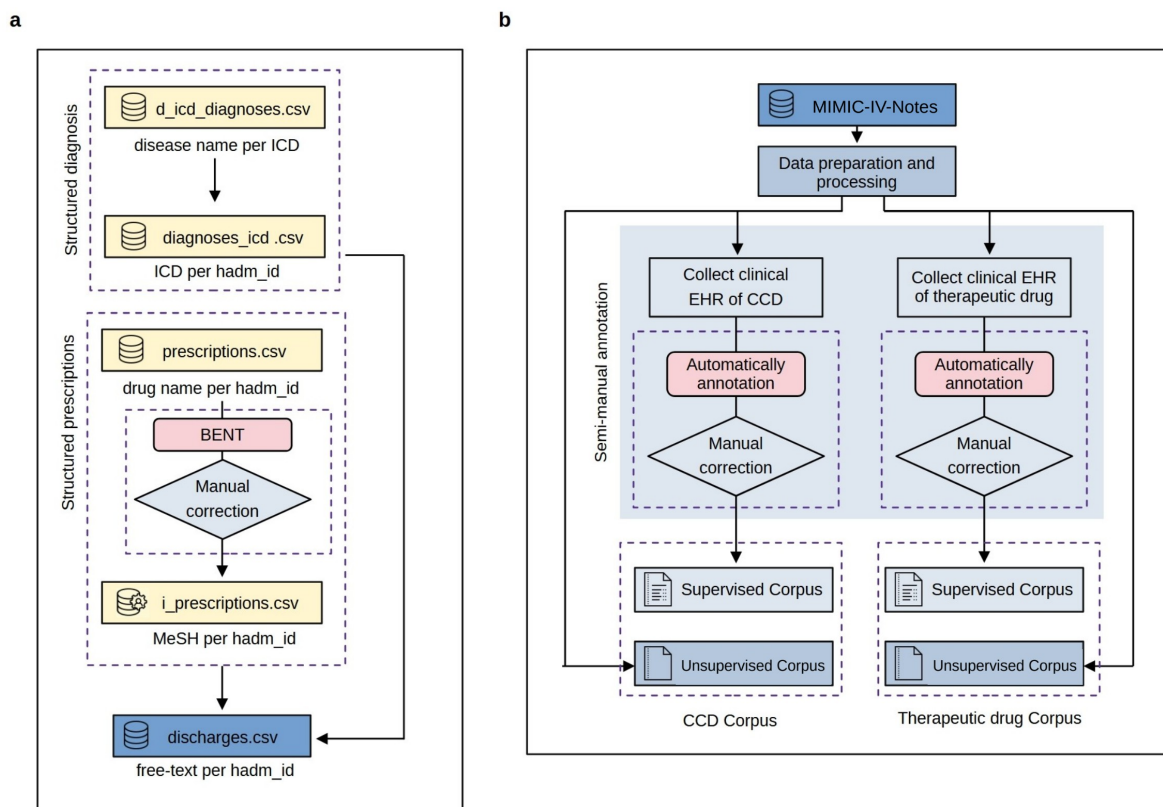 a
Structured diagnosis
d_icd_diagnoses.csv
disease name per ICD
diagnoses_icd .csv
ICD per hadm_id
Structured prescriptions
prescriptions.csv
drug name per hadm_id
BENT
Manual
correction
i_prescriptions.csv
MeSH per hadm_id
discharges.csv
free-text per hadm_id
b
MIMIC-IV-Notes
Data preparation and
processing
Semi-manual annotation
Collect clinical
EHR of CCD
Automatically
annotation
Manual
correction
Collect clinical EHR
of therapeutic drug
Automatically
annotation
Manual
correction
Supervised Corpus
Unsupervised Corpus
CCD Corpus
Supervised Corpus
Unsupervised Corpus
Therapeutic drug Corpus